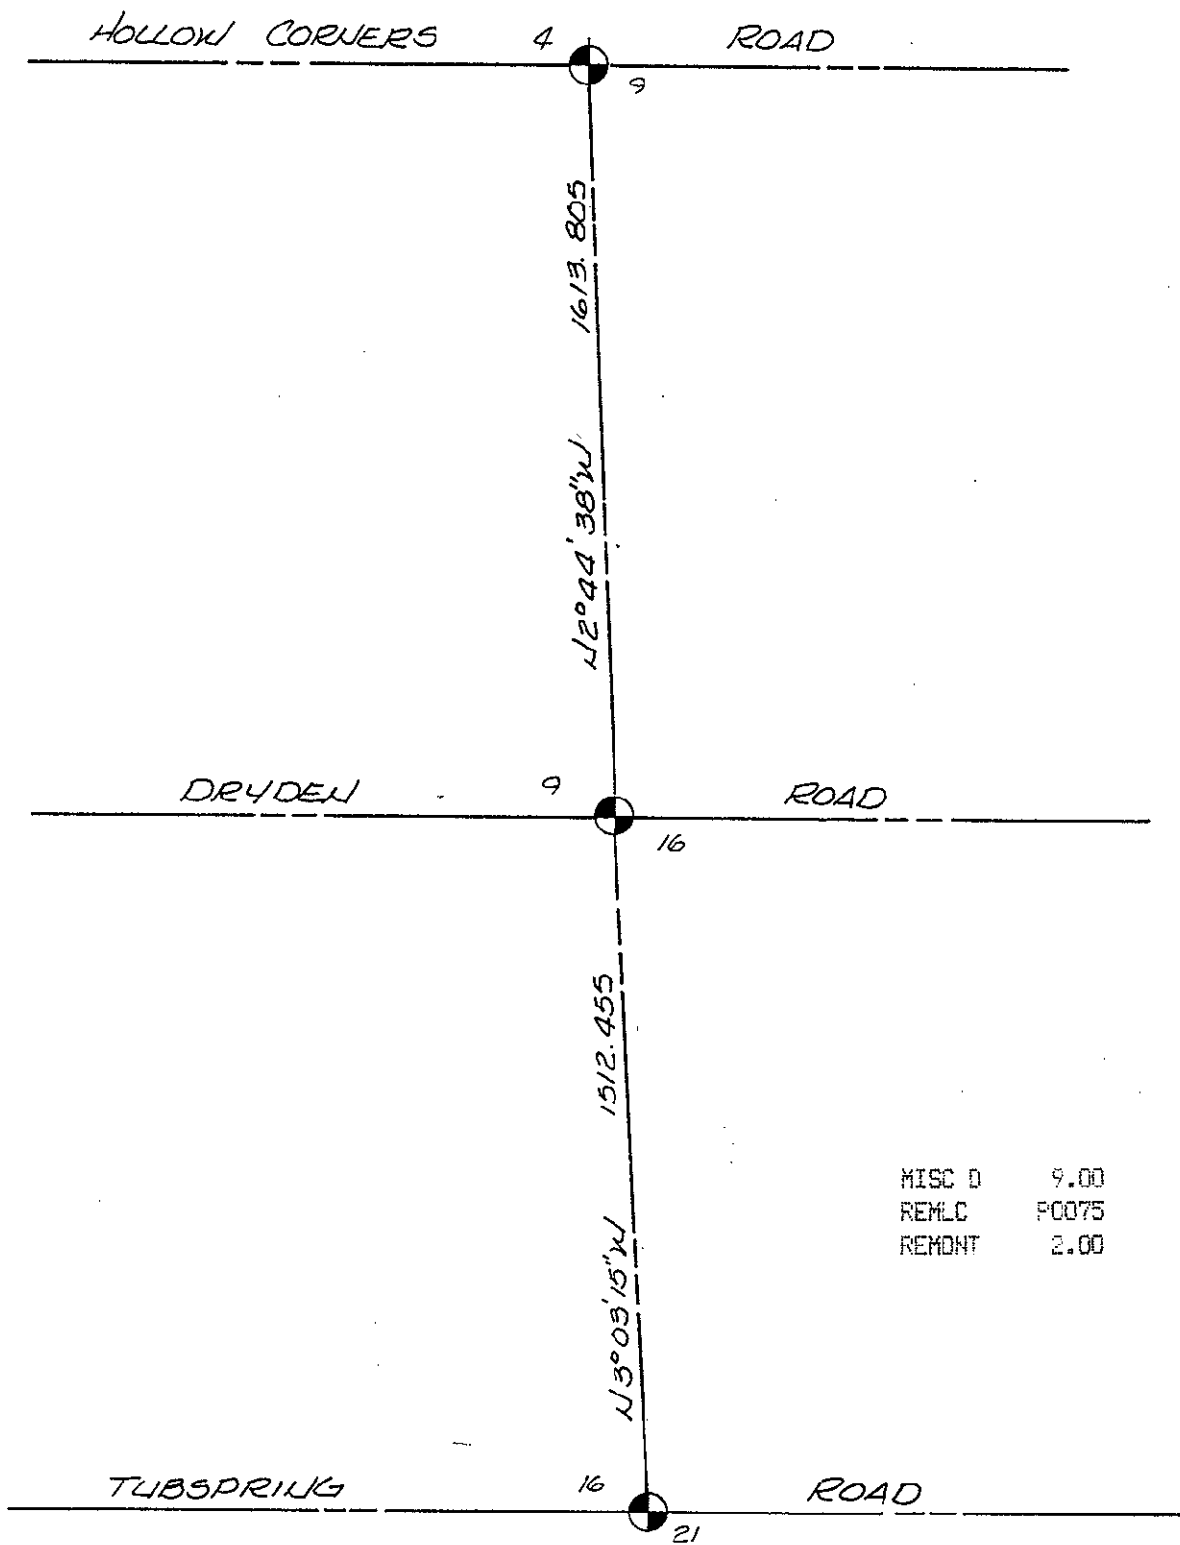 HOLLOW CORNERS 4 ROAD
9
1613.805
N2°44'38"W
DRYDEN 9 ROAD
16
1512.455
N3°03'15"W
MISC D 9.00
REMLC P0075
REMONT 2.00
TUBSPRING 16 ROAD
21